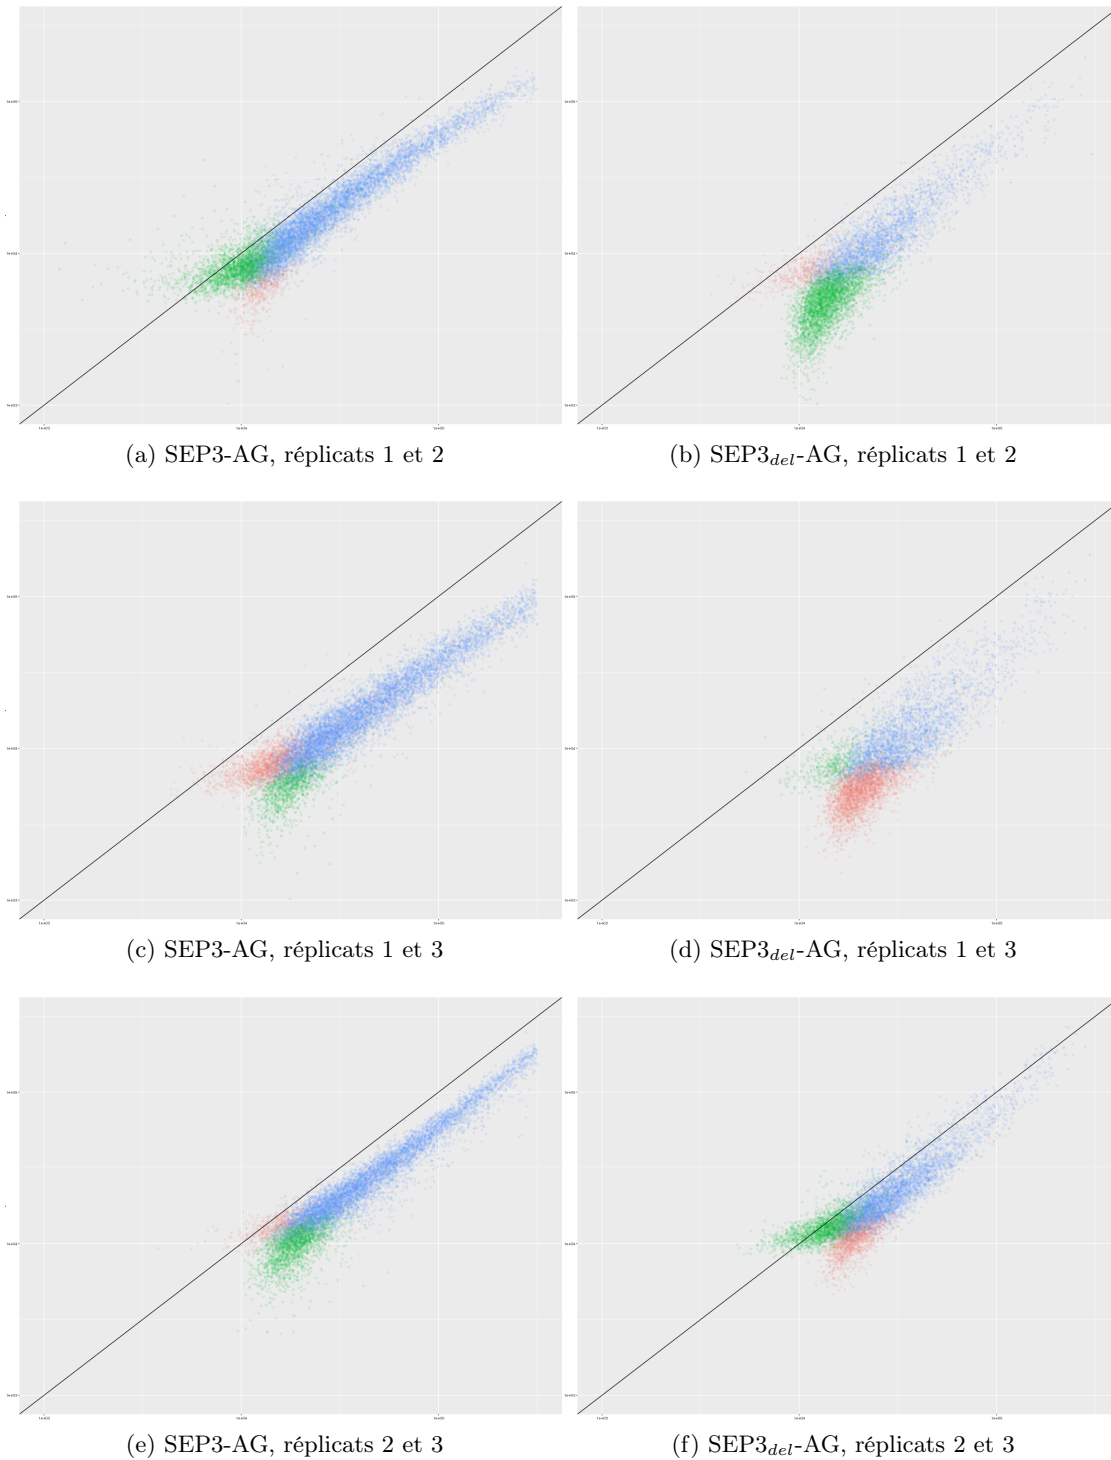 (a) SEP3-AG, réplicats 1 et 2
(b) SEP3del-AG, réplicats 1 et 2
(c) SEP3-AG, réplicats 1 et 3
(d) SEP3del-AG, réplicats 1 et 3
(e) SEP3-AG, réplicats 2 et 3
(f) SEP3del-AG, réplicats 2 et 3